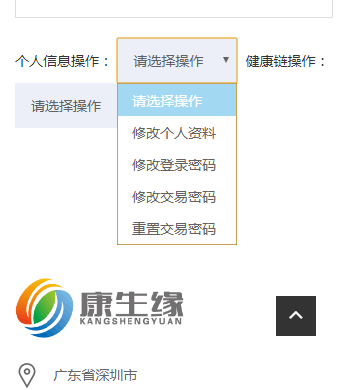 个人信息操作： 请选择操作 健康链操作：
请选择操作
请选择操作
修改个人资料
修改登录密码
修改交易密码
重置交易密码
康生缘
KANGSHENGYUAN
广东省深圳市